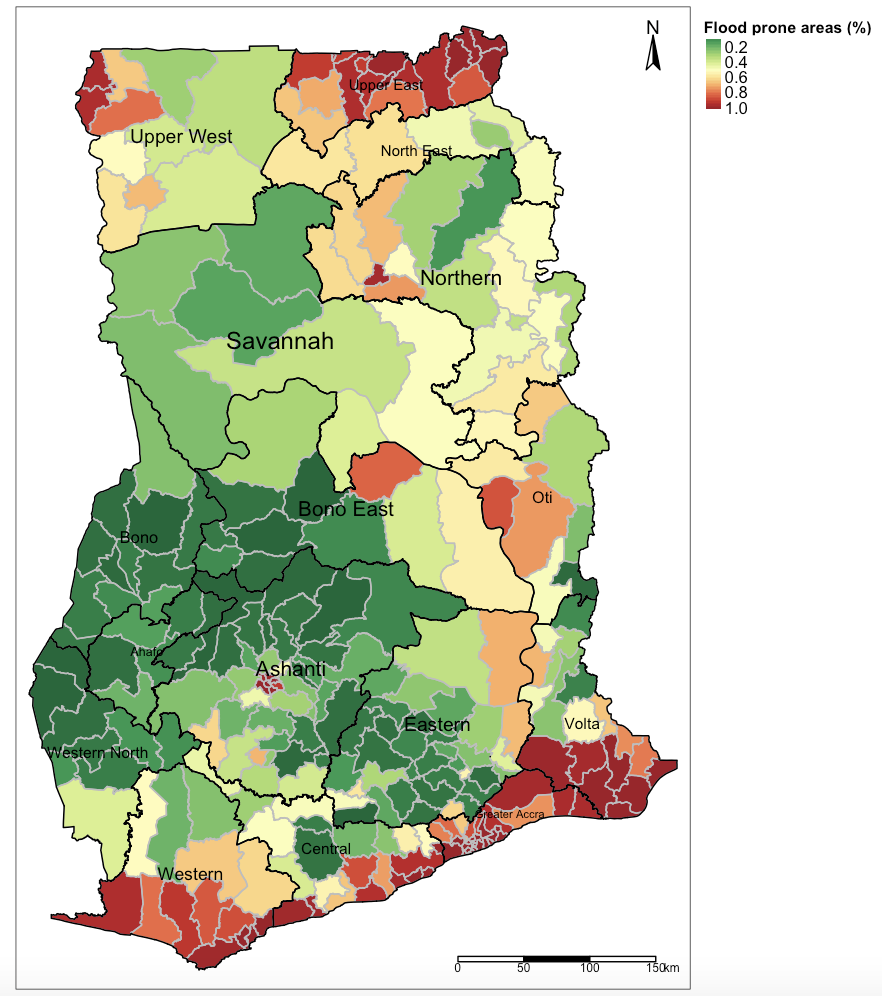 N
Flood prone areas (%)
0.2
0.4
0.6
0.8
1.0
Upper East
Upper West
North East
Northern
Savannah
Oti
Bono East
Bono
Ahafo
Ashanti
Volta
Eastern
Western North
Greater Accra
Central
Western
0 50 100 150km